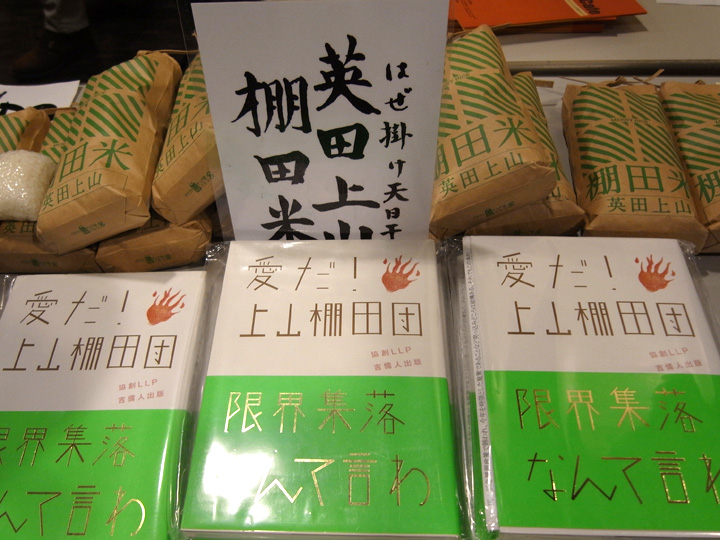 はぜ掛け天日干
英田上山
棚田米
棚田米
英田上山
棚田米
英田上山
棚田米
英田上山
愛だ!
上山棚田団
協創LLP
吉備人出版
限界集落
なんて言わ
愛だ!
上山棚田団
協創LLP
吉備人出版
限界集落
んて言わ
愛だ!
上山棚田団
協創LLP
吉備人出版
限界集落
なんて言わ